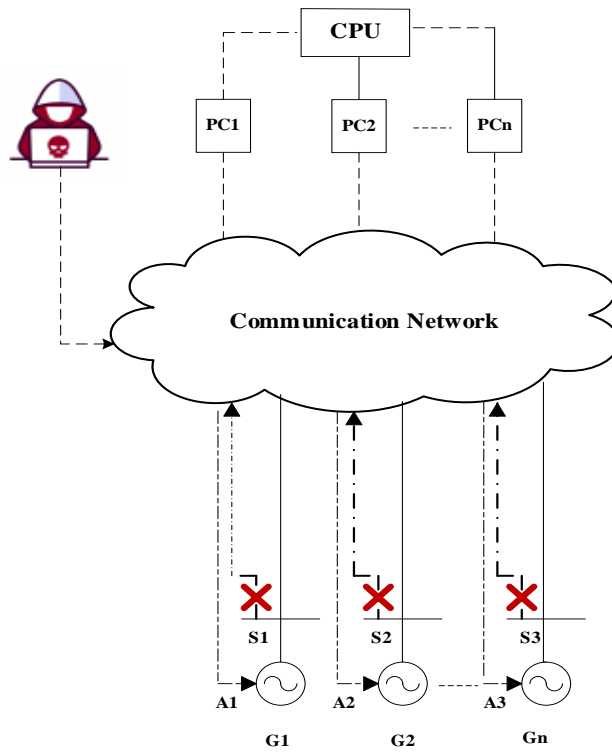 CPU
PC1
PC2
PCn
Communication Network
S1
S2
S3
A1
A2
A3
G1
G2
Gn